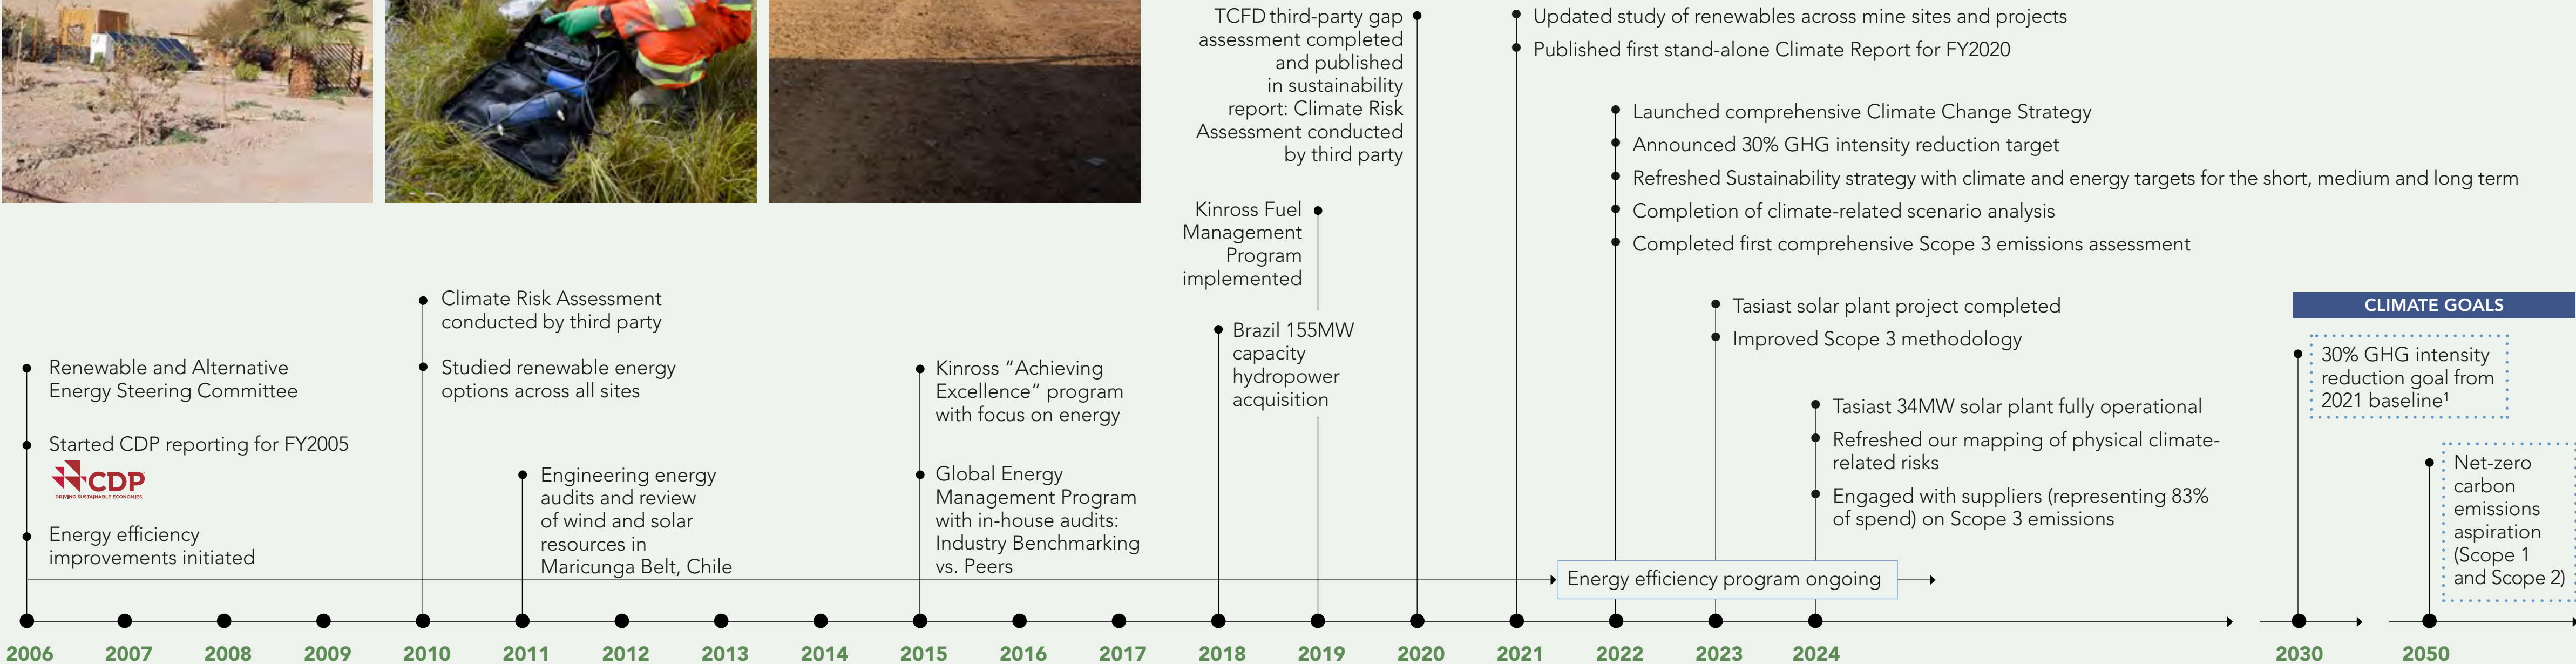 TCFD third-party gap
assessment completed
and published
in sustainability
report: Climate Risk
Assessment conducted
by third party
Updated study of renewables across mine sites and projects
Published first stand-alone Climate Report for FY2020
Launched comprehensive Climate Change Strategy
Announced 30% GHG intensity reduction target
Refreshed Sustainability strategy with climate and energy targets for the short, medium and long term
Completion of climate-related scenario analysis
Completed first comprehensive Scope 3 emissions assessment
Kinross Fuel
Management
Program
implemented
Climate Risk Assessment
conducted by third party
Studied renewable energy
options across all sites
Renewable and Alternative
Energy Steering Committee
Started CDP reporting for FY2005
CDP
DRIVING SUSTAINABLE ECONOMIES
Energy efficiency
improvements initiated
Engineering energy
audits and review
of wind and solar
resources in
Maricunga Belt, Chile
Kinross “Achieving
Excellence” program
with focus on energy
Global Energy
Management Program
with in-house audits:
Industry Benchmarking
vs. Peers
Brazil 155MW
capacity
hydropower
acquisition
Tasiast solar plant project completed
Improved Scope 3 methodology
Tasiast 34MW solar plant fully operational
Refreshed our mapping of physical climate-
related risks
Engaged with suppliers (representing 83%
of spend) on Scope 3 emissions
Energy efficiency program ongoing
CLIMATE GOALS
30% GHG intensity
reduction goal from
2021 baseline¹
Net-zero
carbon
emissions
aspiration
(Scope 1
and Scope 2)
2006 2007 2008 2009 2010 2011 2012 2013 2014 2015 2016 2017 2018 2019 2020 2021 2022 2023 2024 2030 2050